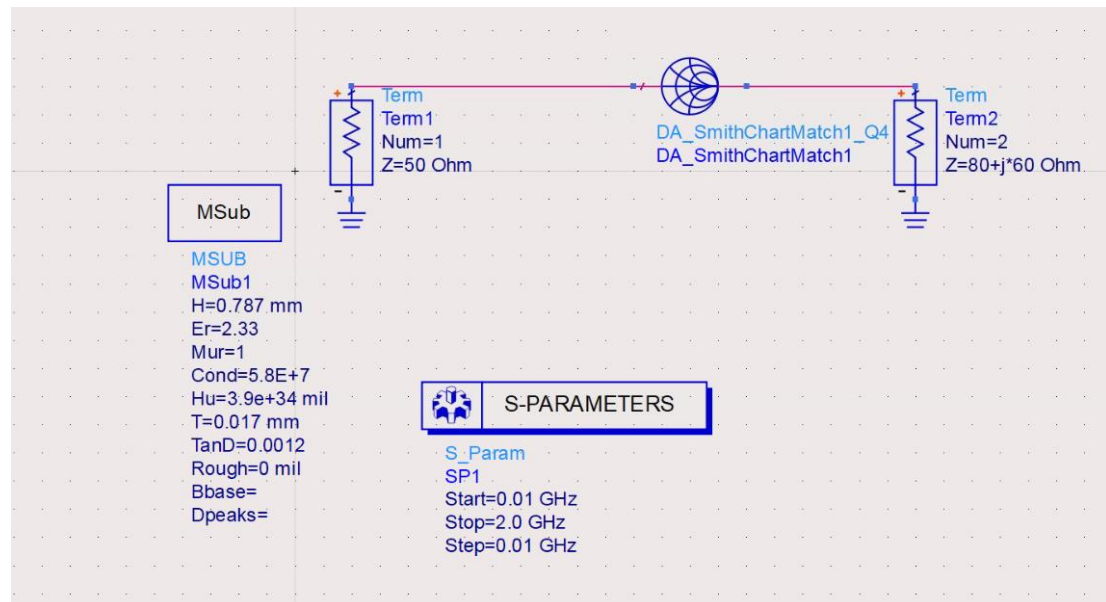 Term
Term1
Num=1
Z=50 Ohm
DA_SmithChartMatch1_Q4
DA_SmithChartMatch1
Term
Term2
Num=2
Z=80+j*60 Ohm
MSub
MSUB
MSub1
H=0.787 mm
Er=2.33
Mur=1
Cond=5.8E+7
Hu=3.9e+34 mil
T=0.017 mm
TanD=0.0012
Rough=0 mil
Bbase=
Dpeaks=
S-PARAMETERS
S_Param
SP1
Start=0.01 GHz
Stop=2.0 GHz
Step=0.01 GHz